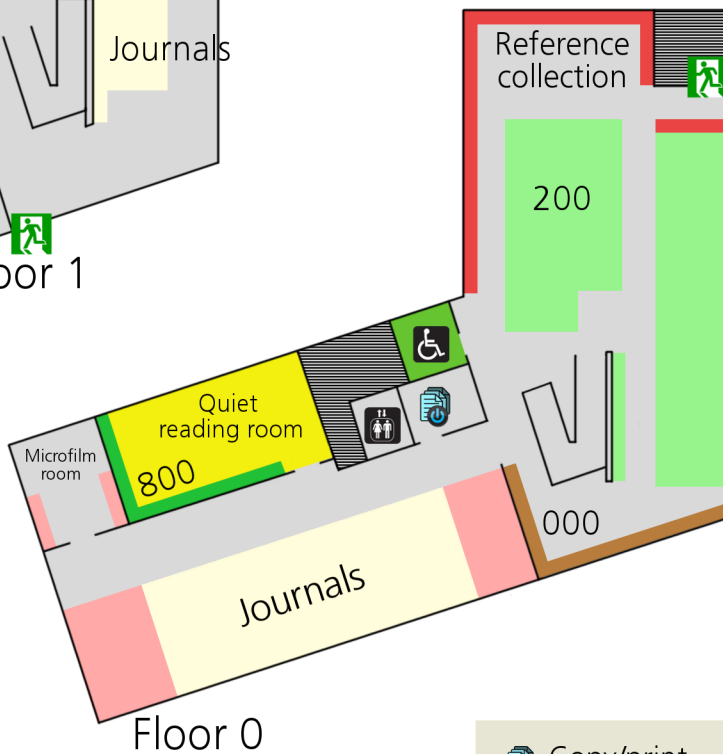 Journals
Reference
collection
200
oor 1
Quiet
reading room
Microfilm
room
800
000
Journals
Floor 0
Copy/print